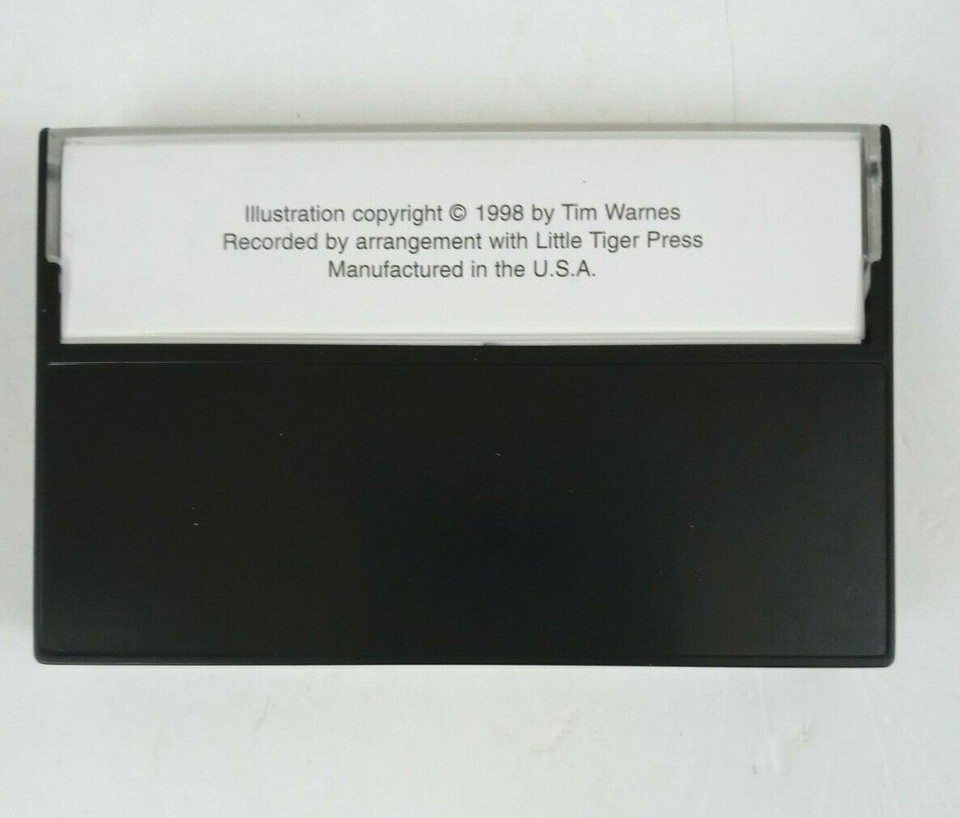 Illustration copyright © 1998 by Tim Warnes
Recorded by arrangement with Little Tiger Press
Manufactured in the U.S.A.